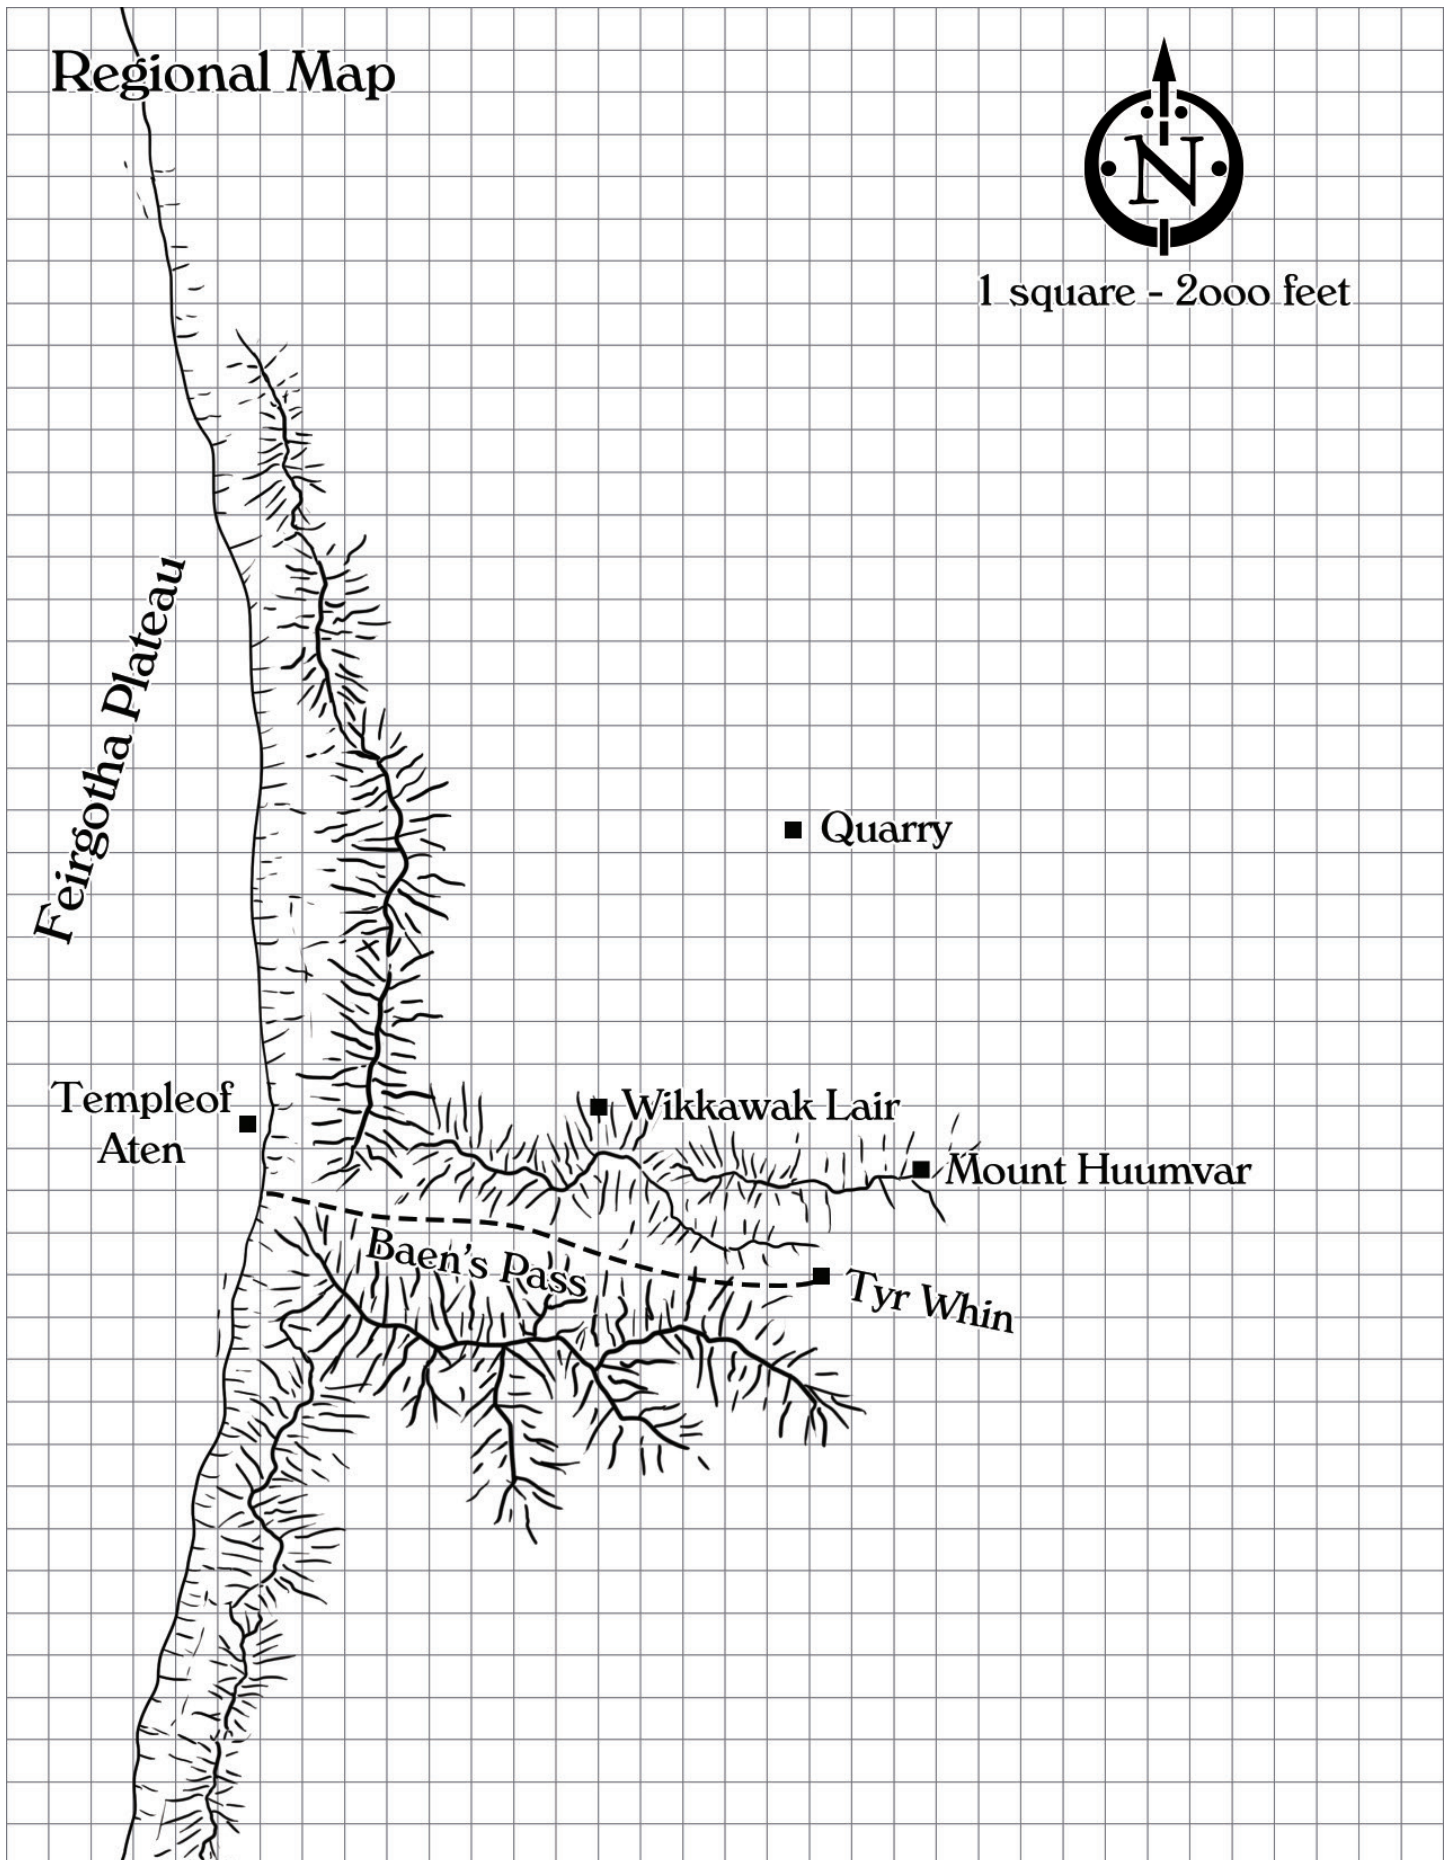 Regional Map
N
1 square - 2000 feet
Feirgotha Plateau
Quarry
Templeof
Aten
Wikkawak Lair
Mount Huumvar
Baen's Pass
Tyr Whin